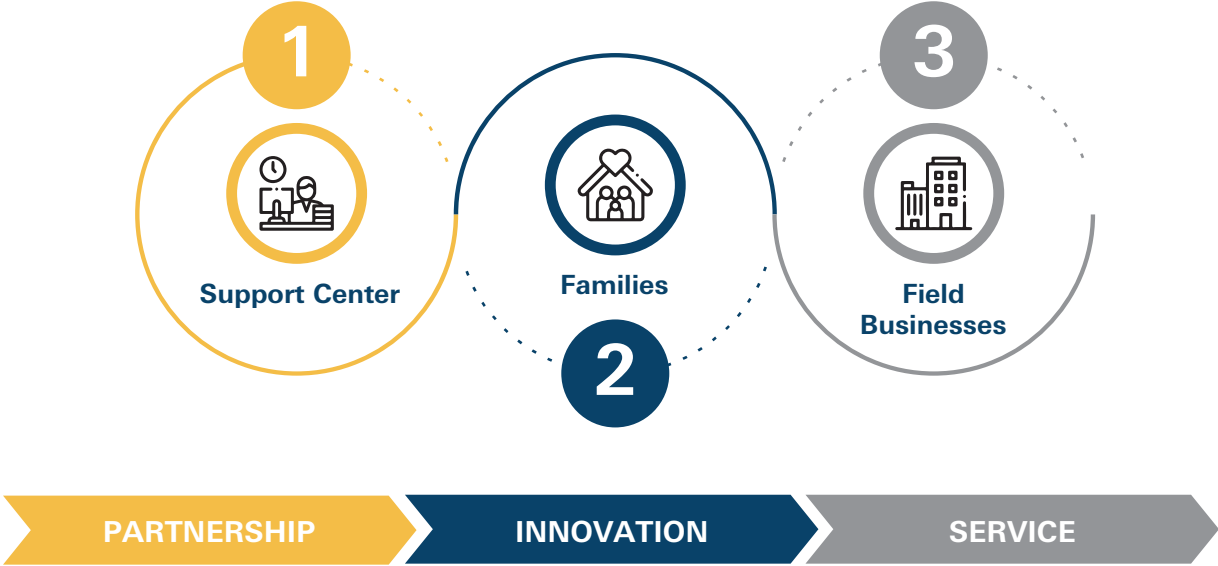 1
Support Center
Families
2
3
Field
Businesses
PARTNERSHIP
INNOVATION
SERVICE